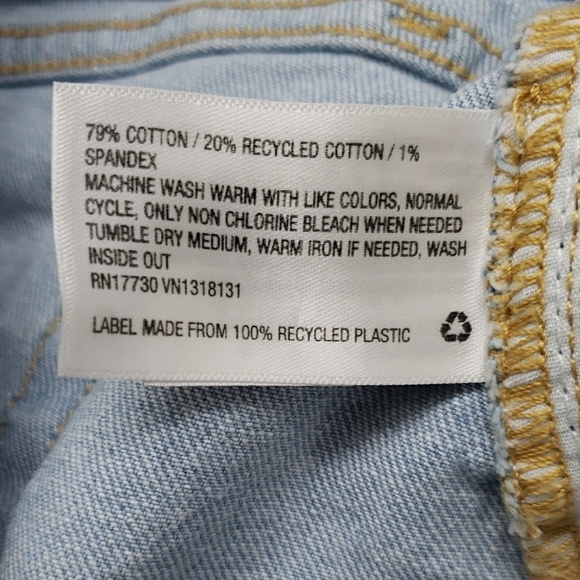 79% COTTON / 20% RECYCLED COTTON / 1%
SPANDEX
MACHINE WASH WARM WITH LIKE COLORS, NORMAL
CYCLE, ONLY NON CHLORINE BLEACH WHEN NEEDED
TUMBLE DRY MEDIUM, WARM IRON IF NEEDED, WASH
INSIDE OUT
RN17730 VN1318131
LABEL MADE FROM 100% RECYCLED PLASTIC